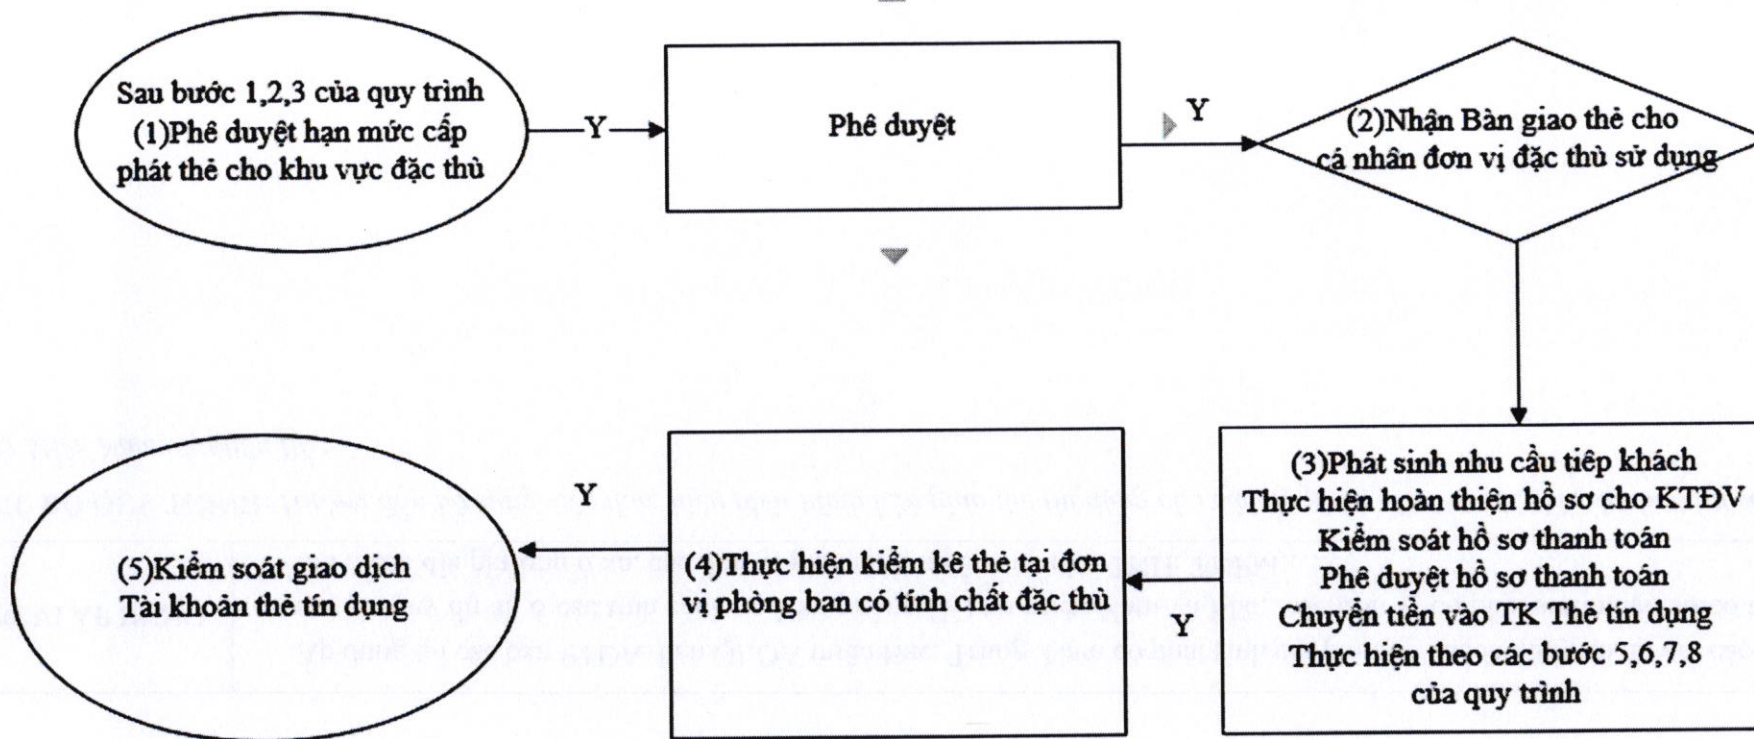 Sau bước 1,2,3 của quy trình
(1)Phê duyệt hạn mức cấp
phát thẻ cho khu vực đặc thù
Y
Phê duyệt
Y
(2)Nhận Bàn giao thẻ cho
cá nhân đơn vị đặc thù sử dụng
(3)Phát sinh nhu cầu tiếp khách
Thực hiện hoàn thiện hồ sơ cho KTĐV
Kiểm soát hồ sơ thanh toán
Phê duyệt hồ sơ thanh toán
Chuyển tiền vào TK Thẻ tín dụng
Thực hiện theo các bước 5,6,7,8
của quy trình
Y
(4)Thực hiện kiểm kê thẻ tại đơn
vị phòng ban có tính chất đặc thù
Y
(5)Kiểm soát giao dịch
Tài khoản thẻ tín dụng